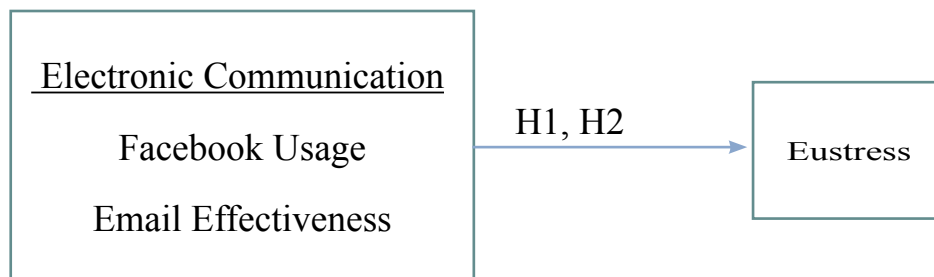 Electronic Communication
Facebook Usage
Email Effectiveness
H1, H2
Eustress